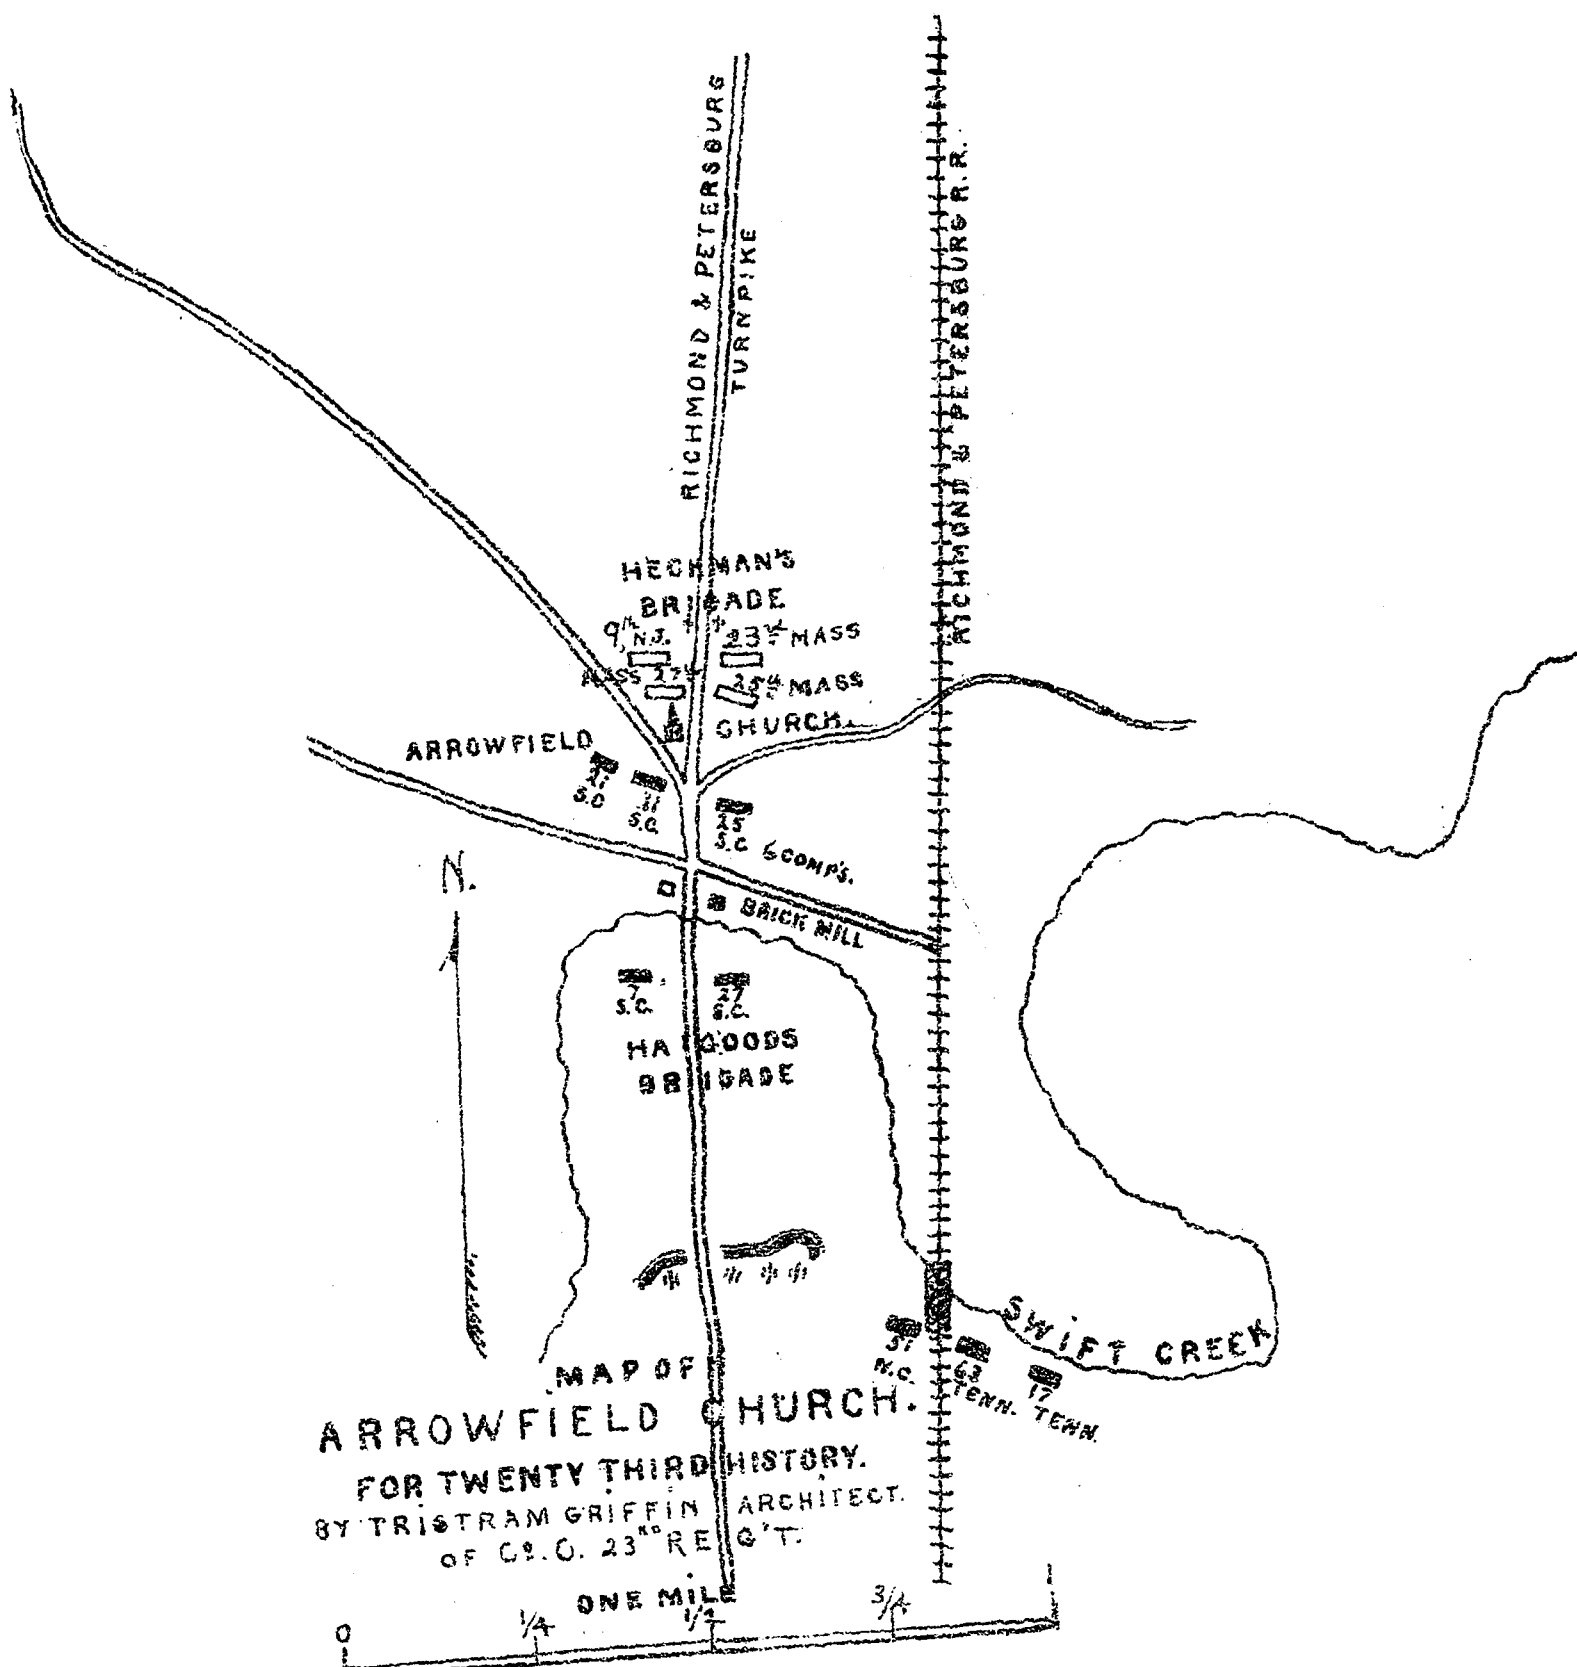 RICHMOND & PETERSBURG
TURNPIKE
RICHMOND & PETERSBURG R.R.
HECKMAN'S
BRIGADE
9th N.J.
23rd MASS
MASS 27th
25th MASS
ARROWFIELD
CHURCH.
21
S.C
11
S.C.
25
S.C 6 COMP'S.
BRICK MILL
N.
7
S.C.
27
S.C.
HAGOODS
BRIGADE
SWIFT CREEK
51
N.C.
63
TENN.
17
TENN.
MAP OF
ARROWFIELD CHURCH.
FOR TWENTY THIRD HISTORY.
BY TRISTRAM GRIFFIN ARCHITECT.
OF Co. 23RD REG'T.
ONE MILE
0 1/4 1/2 3/4 1